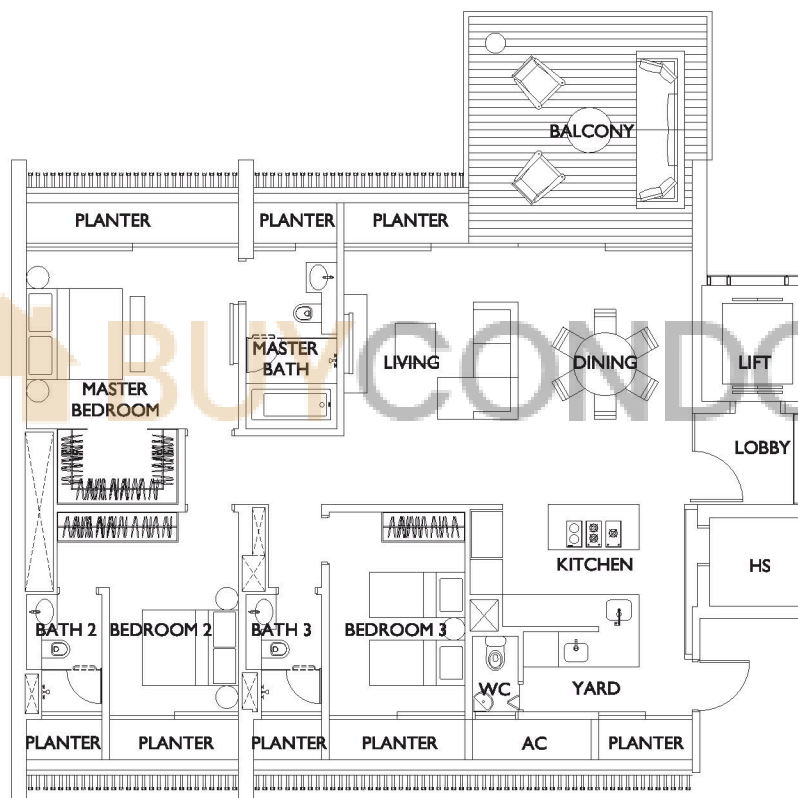 BALCONY
PLANTER PLANTER PLANTER
BUYCONDO
MASTER
BATH
LIVING
DINING
LIFT
MASTER
BEDROOM
LOBBY
KITCHEN
HS
BATH 2
BEDROOM 2
BATH 3
BEDROOM 3
WC
YARD
PLANTER PLANTER PLANTER PLANTER AC PLANTER